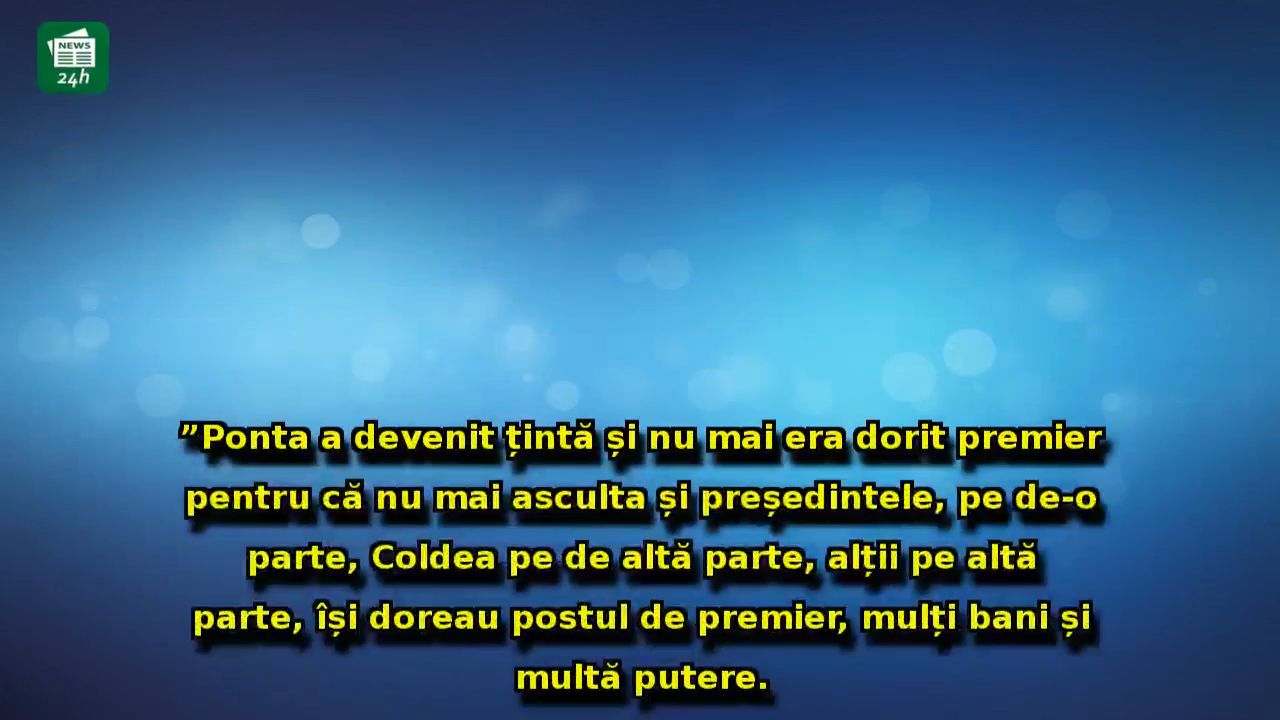 NEWS
24h
”Ponta a devenit țintă și nu mai era dorit premier
pentru că nu mai asculta și președintele, pe de-o
parte, Coldea pe de altă parte, alții pe altă
parte, își doreau postul de premier, mulți bani și
multă putere.